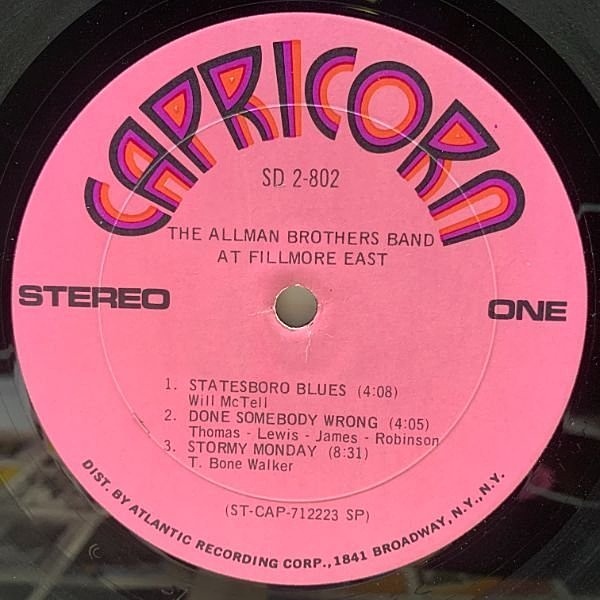 CAPRICORN
SD 2-802
THE ALLMAN BROTHERS BAND
AT FILLMORE EAST
STEREO
ONE
1. STATESBORO BLUES (4:08)
Will McTell
2. DONE SOMEBODY WRONG (4:05)
Thomas - Lewis - James - Robinson
3. STORMY MONDAY (8:31)
T. Bone Walker
(ST-CAP-712223 SP)
DIST. BY ATLANTIC RECORDING CORP., 1841 BROADWAY, N.Y., N.Y.